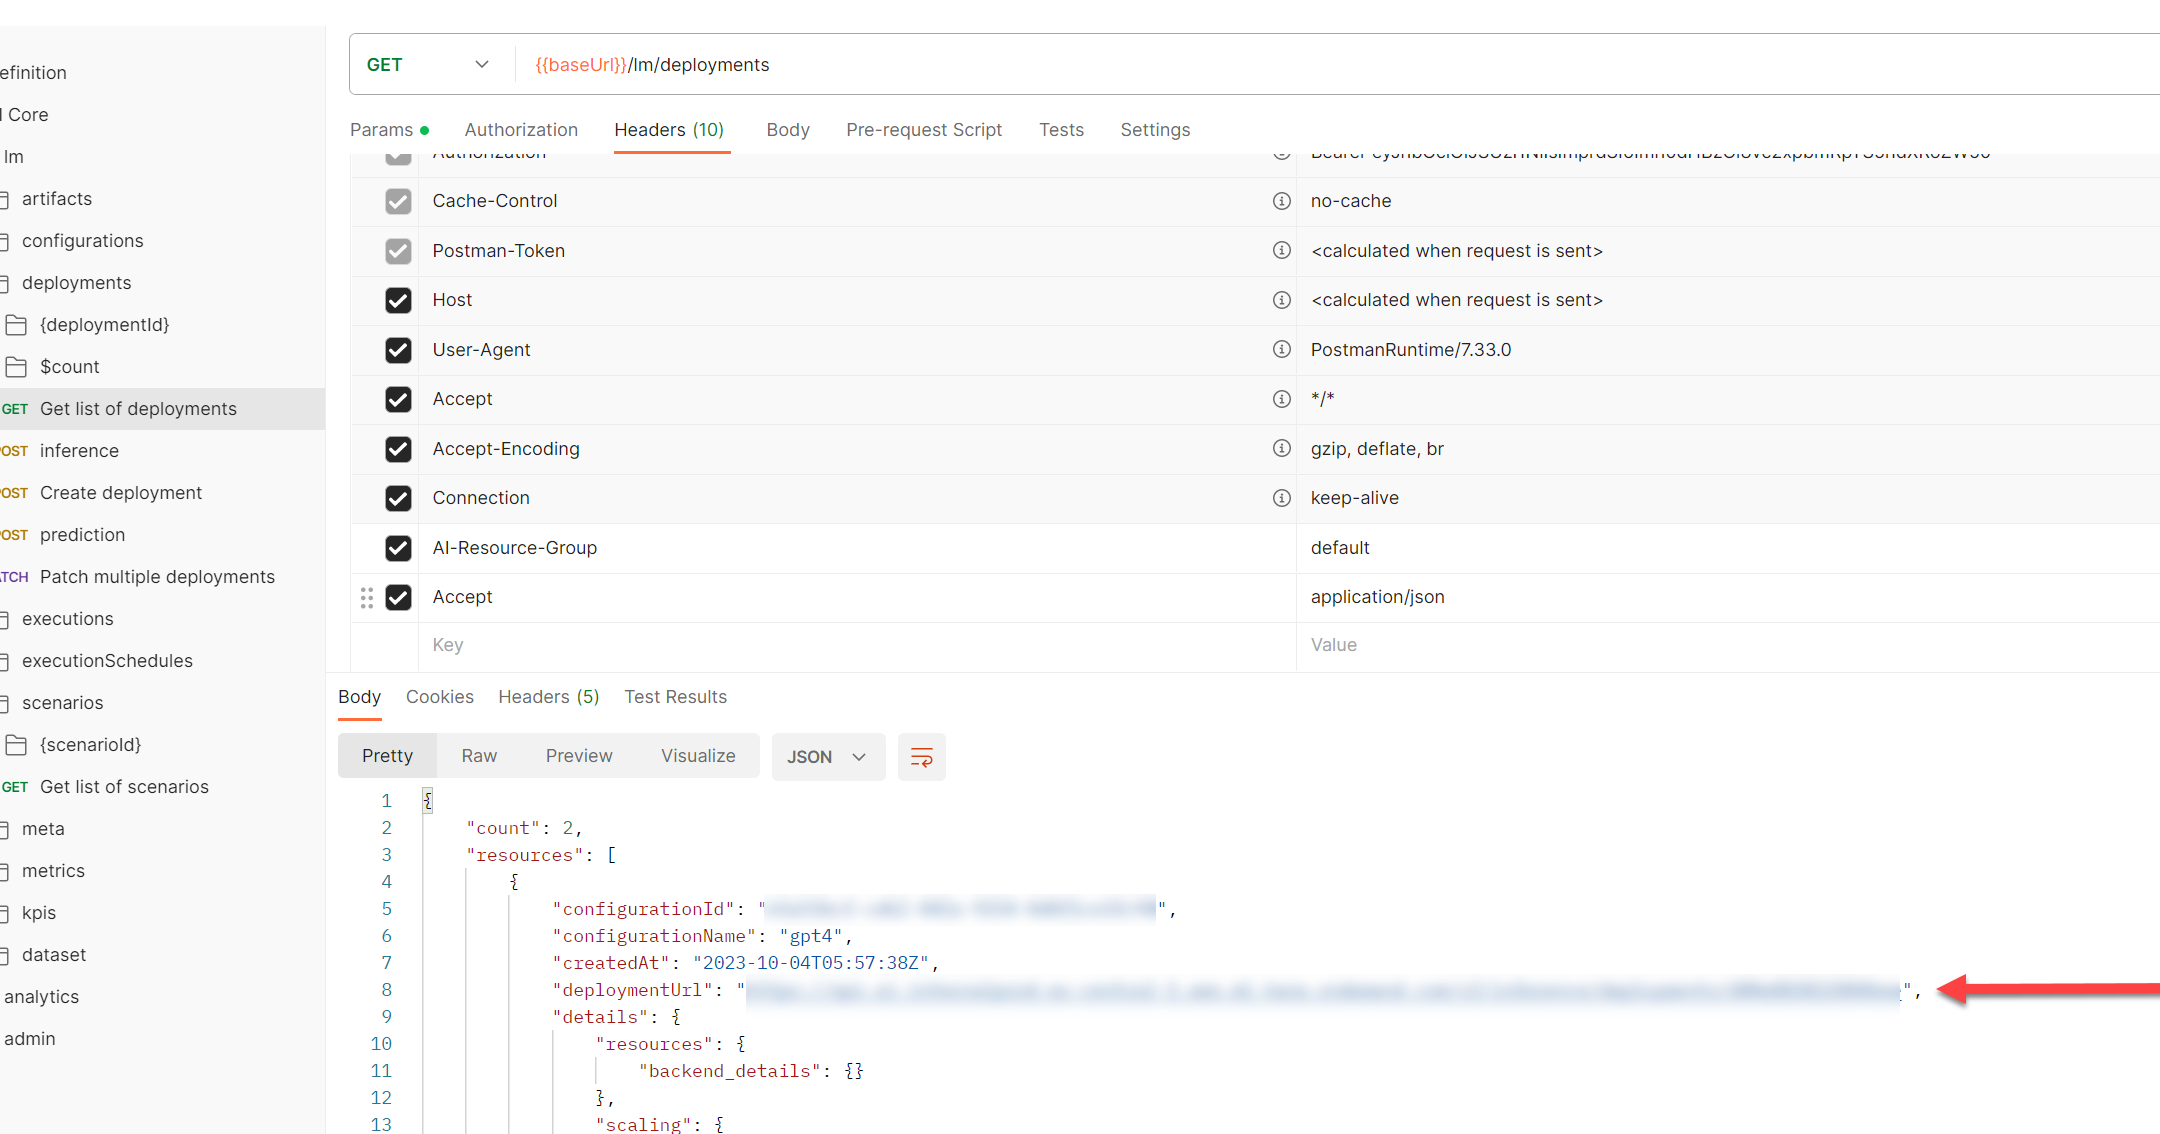 efinition
Core
lm
artifacts
configurations
deployments
{deploymentId}
$count
GET Get list of deployments
OST inference
OST Create deployment
OST prediction
TCH Patch multiple deployments
executions
executionSchedules
scenarios
{scenarioId}
GET Get list of scenarios
meta
metrics
kpis
dataset
analytics
admin
GET {{baseUrl}}/lm/deployments
Params Authorization Headers (10) Body Pre-request Script Tests Settings
Authorization
Cache-Control no-cache
Postman-Token <calculated when request is sent>
Host <calculated when request is sent>
User-Agent PostmanRuntime/7.33.0
Accept */*
Accept-Encoding gzip, deflate, br
Connection keep-alive
AI-Resource-Group default
Accept application/json
Key Value
Body Cookies Headers (5) Test Results
Pretty Raw Preview Visualize JSON
1 {
2 "count": 2,
3 "resources": [
4 {
5 "configurationId": "",
6 "configurationName": "gpt4",
7 "createdAt": "2023-10-04T05:57:38Z",
8 "deploymentUrl": "",
9 "details": {
10 "resources": {
11 "backend_details": {}
12 },
13 "scaling": {